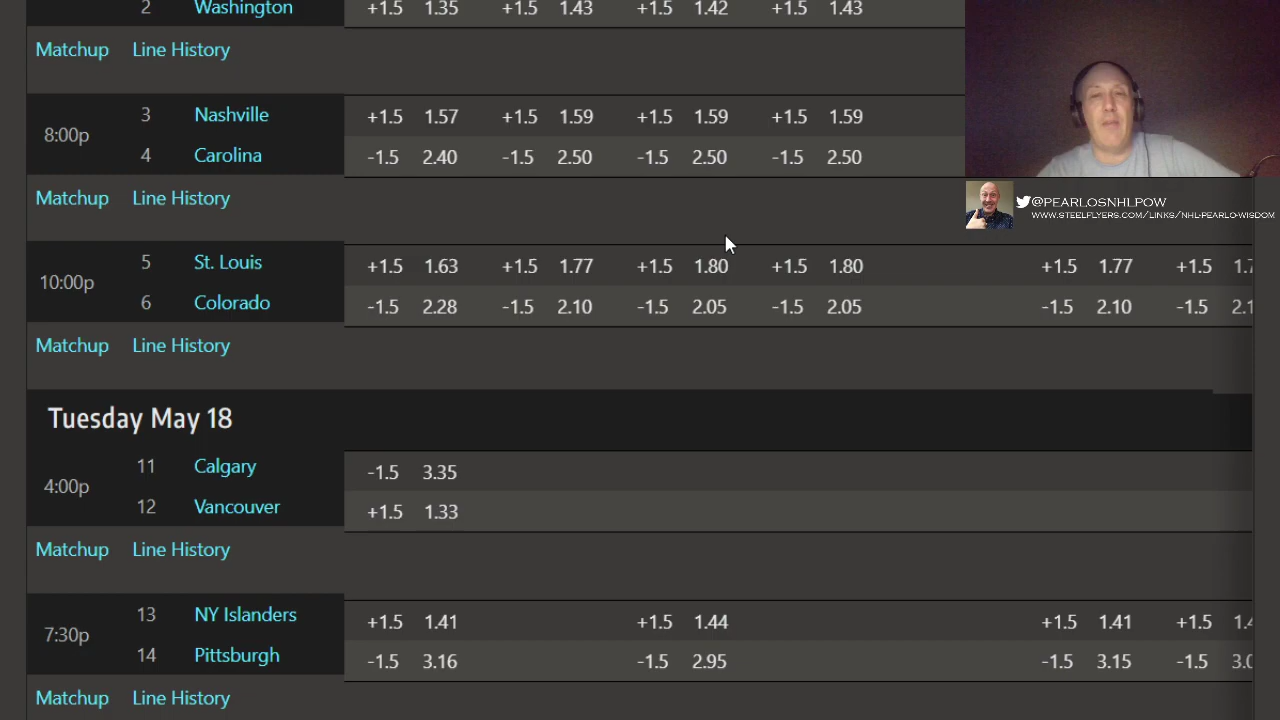 2 Washington +1.5 1.35 +1.5 1.43 +1.5 1.42 +1.5 1.43
Matchup Line History
8:00p
3 Nashville +1.5 1.57 +1.5 1.59 +1.5 1.59 +1.5 1.59
4 Carolina -1.5 2.40 -1.5 2.50 -1.5 2.50 -1.5 2.50
Matchup Line History
@PEARLOSNHLPOW
WWW.STEELFLYERS.COM/LINKS/NHL-PEARLO-WISDOM
10:00p
5 St. Louis +1.5 1.63 +1.5 1.77 +1.5 1.80 +1.5 1.80 +1.5 1.77 +1.5
6 Colorado -1.5 2.28 -1.5 2.10 -1.5 2.05 -1.5 2.05 -1.5 2.10 -1.5
Matchup Line History
Tuesday May 18
4:00p
11 Calgary -1.5 3.35
12 Vancouver +1.5 1.33
Matchup Line History
7:30p
13 NY Islanders +1.5 1.41 +1.5 1.44 +1.5 1.41 +1.5
14 Pittsburgh -1.5 3.16 -1.5 2.95 -1.5 3.15 -1.5
Matchup Line History